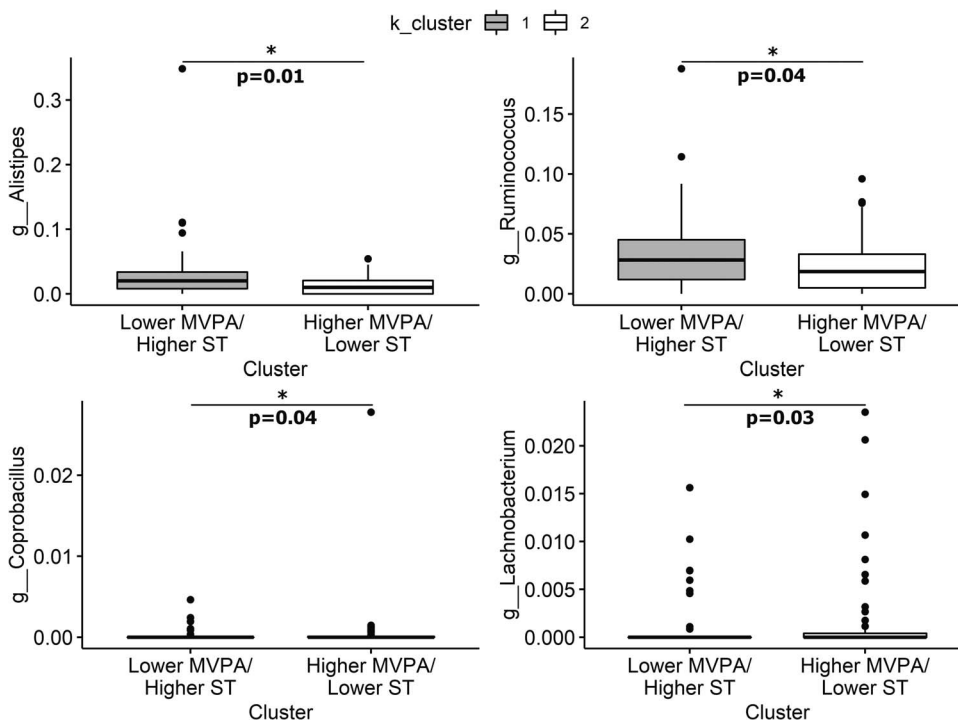 k_cluster 1 2
*
p=0.01
g__Alistipes
0.3
0.2
0.1
0.0
Lower MVPA/
Higher ST
Higher MVPA/
Lower ST
Cluster
*
p=0.04
g__Ruminococcus
0.15
0.10
0.05
0.00
Lower MVPA/
Higher ST
Higher MVPA/
Lower ST
Cluster
*
p=0.04
g__Coprobacillus
0.02
0.01
0.00
Lower MVPA/
Higher ST
Higher MVPA/
Lower ST
Cluster
*
p=0.03
g__Lachnobacterium
0.020
0.015
0.010
0.005
0.000
Lower MVPA/
Higher ST
Higher MVPA/
Lower ST
Cluster